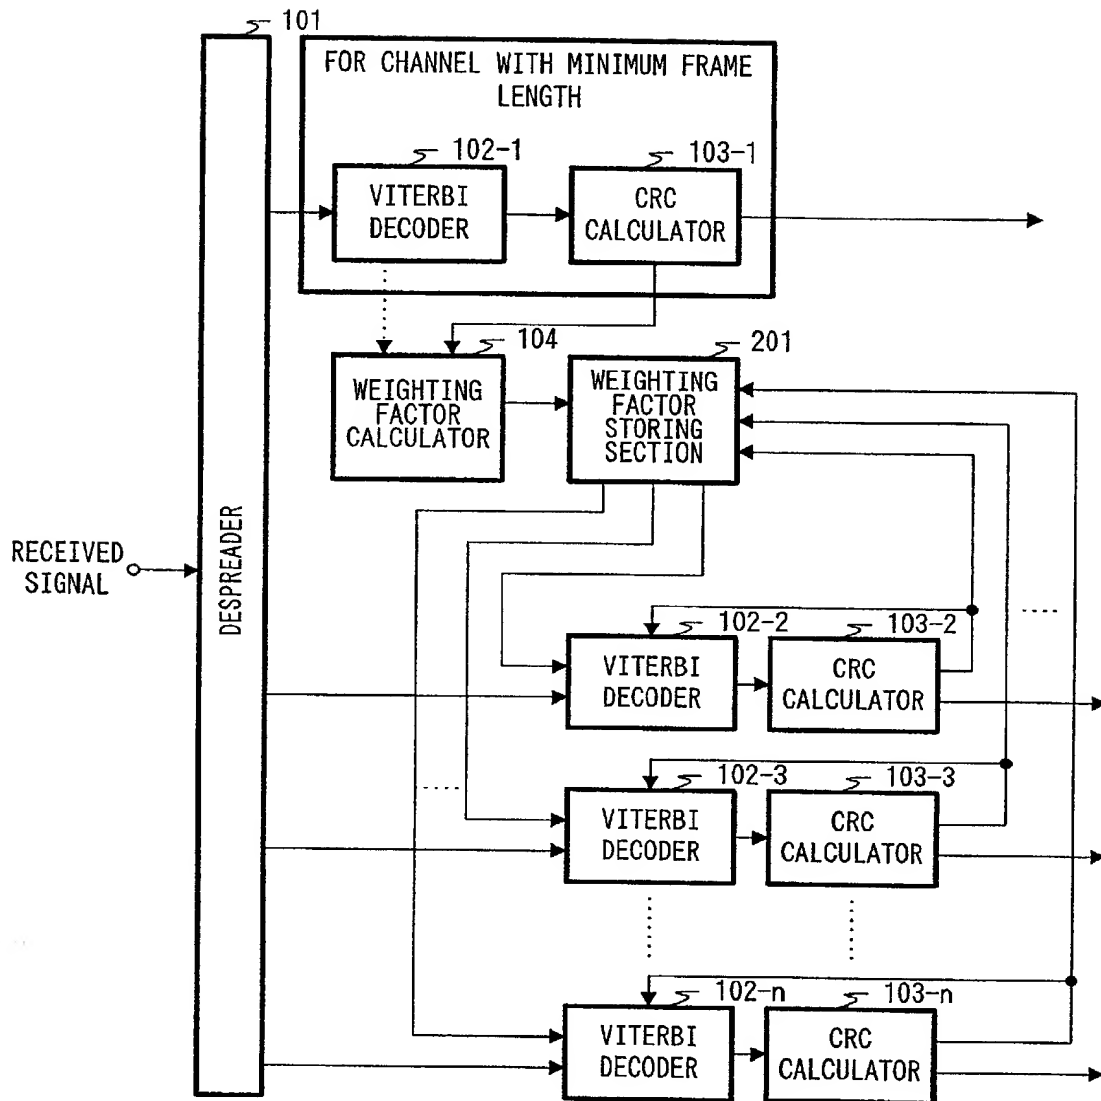 101
FOR CHANNEL WITH MINIMUM FRAME
LENGTH
102-1
103-1
VITERBI
DECODER
CRC
CALCULATOR
104
201
WEIGHTING
FACTOR
CALCULATOR
WEIGHTING
FACTOR
STORING
SECTION
RECEIVED
SIGNAL
DESPREADER
102-2
103-2
VITERBI
DECODER
CRC
CALCULATOR
102-3
103-3
VITERBI
DECODER
CRC
CALCULATOR
102-n
103-n
VITERBI
DECODER
CRC
CALCULATOR